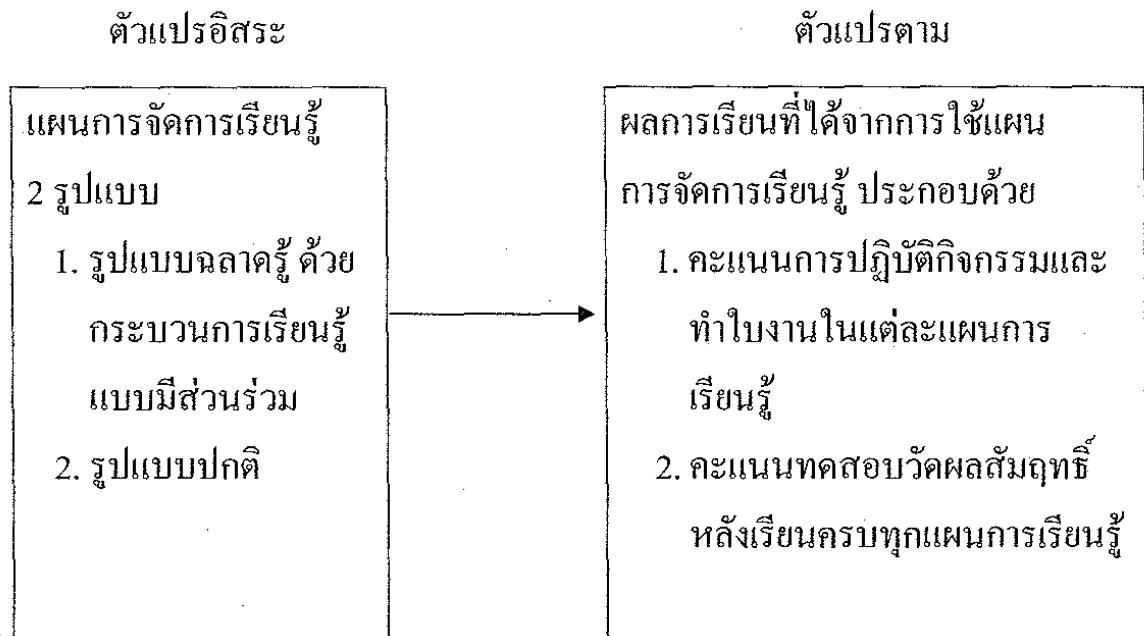 ตัวแปรอิสระ
ตัวแปรตาม
แผนการจัดการเรียนรู้
2 รูปแบบ
1. รูปแบบฉลาดรู้ ด้วย
กระบวนการเรียนรู้
แบบมีส่วนร่วม
2. รูปแบบปกติ
ผลการเรียนที่ได้จากการใช้แผน
การจัดการเรียนรู้ ประกอบด้วย
1. คะแนนการปฏิบัติกิจกรรมและ
ทำใบงานในแต่ละแผนการ
เรียนรู้
2. คะแนนทดสอบวัดผลสัมฤทธิ์
หลังเรียนครบทุกแผนการเรียนรู้